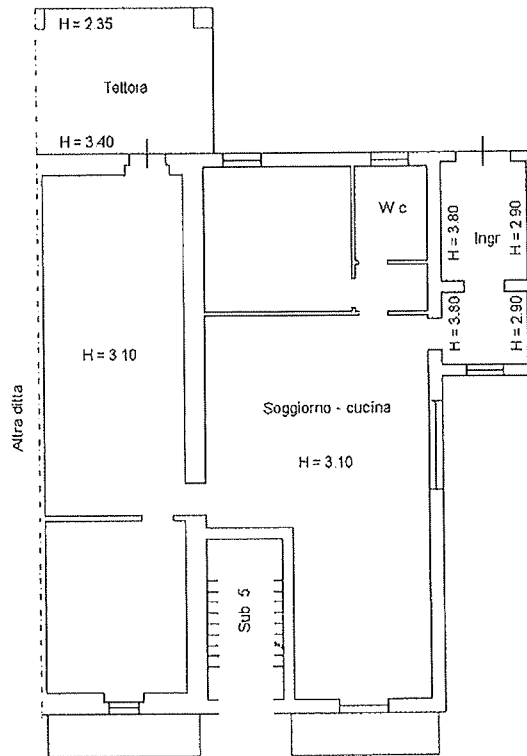 H = 2.35
Tettoia
H = 3.40
W c
H = 3.80
Ingr
H = 2.90
H = 3.80
H = 2.90
H = 3.10
Altra ditta
Soggiorno - cucina
H = 3.10
Sub 5